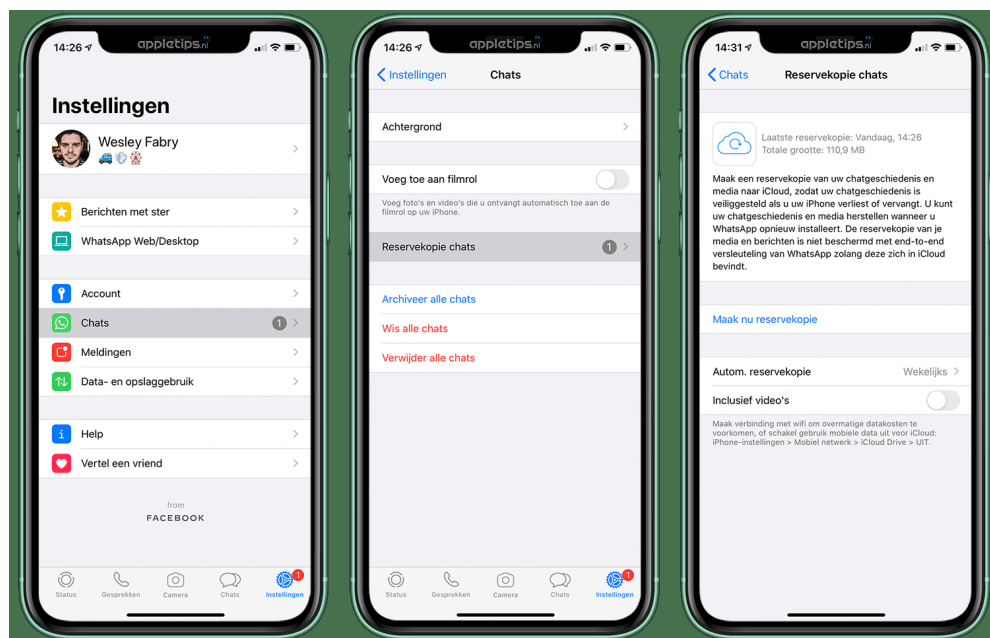 14:26
appletips.nl
Instellingen
Wesley Fabry
Berichten met ster
WhatsApp Web/Desktop
Account
Chats
1
Meldingen
Data- en opslaggebruik
Help
Vertel een vriend
from
FACEBOOK
Status
Gesprekken
Camera
Chats
Instellingen
1
14:26
appletips.nl
Instellingen
Chats
Achtergrond
Voeg toe aan filmrol
Voeg foto's en video's die u ontvangt automatisch toe aan de
filmrol op uw iPhone.
Reservekopie chats
1
Archiveer alle chats
Wis alle chats
Verwijder alle chats
Status
Gesprekken
Camera
Chats
Instellingen
1
14:31
appletips.nl
Chats
Reservekopie chats
Laatste reservekopie: Vandaag, 14:26
Totale grootte: 110,9 MB
Maak een reservekopie van uw chatgeschiedenis en
media naar iCloud, zodat uw chatgeschiedenis is
veiliggesteld als u uw iPhone verliest of vervangt. U kunt
uw chatgeschiedenis en media herstellen wanneer u
WhatsApp opnieuw installeert. De reservekopie van je
media en berichten is niet beschermd met end-to-end
versleuteling van WhatsApp zolang deze zich in iCloud
bevindt.
Maak nu reservekopie
Autom. reservekopie
Wekelijks
Inclusief video's
Maak verbinding met wifi om overmatige datakosten te
voorkomen, of schakel gebruik mobiele data uit voor iCloud:
iPhone-instellingen > Mobiel netwerk > iCloud Drive > UIT.